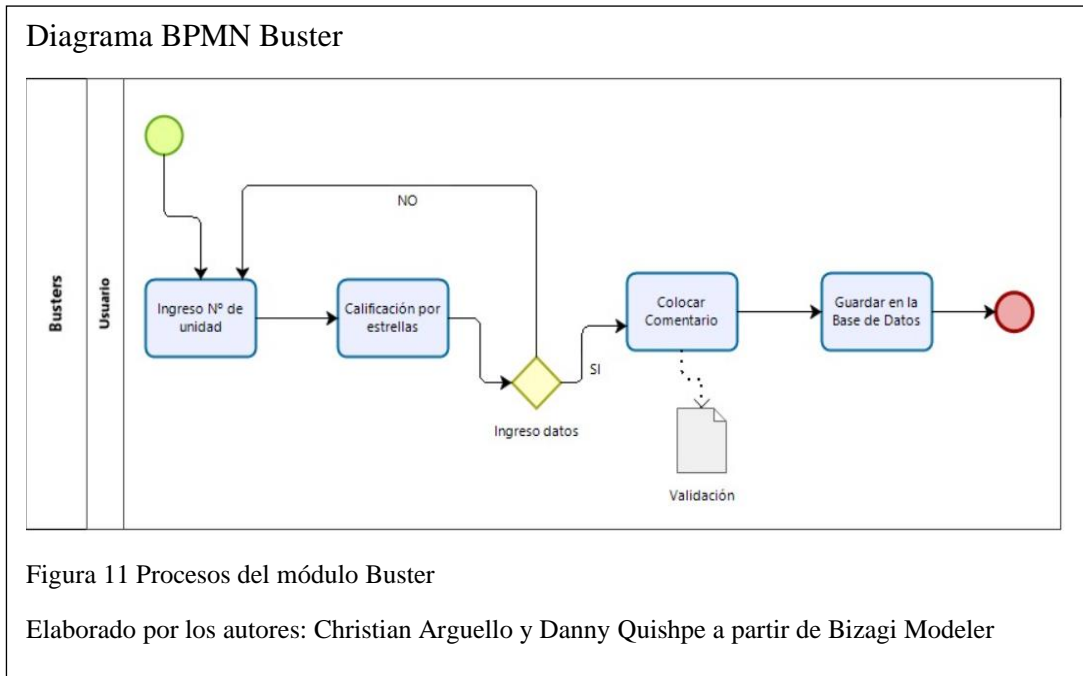 Diagrama BPMN Buster
Busters
Usuario
NO
Ingreso Nº de
unidad
Calificación por
estrellas
Ingreso datos
SI
Colocar
Comentario
Validación
Guardar en la
Base de Datos
Figura 11 Procesos del módulo Buster
Elaborado por los autores: Christian Arguello y Danny Quishpe a partir de Bizagi Modeler